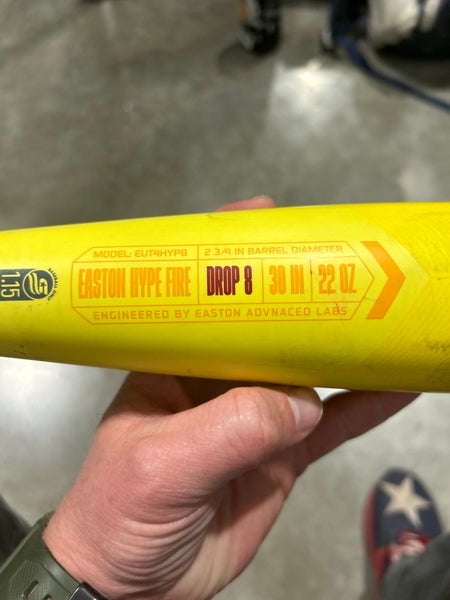 MODEL: EUT4HYP8
2 3/4 IN BARREL DIAMETER
EASTON HYPE FIRE
DROP 8
30 IN
22 OZ
ENGINEERED BY EASTON ADVNACED LABS
1.15